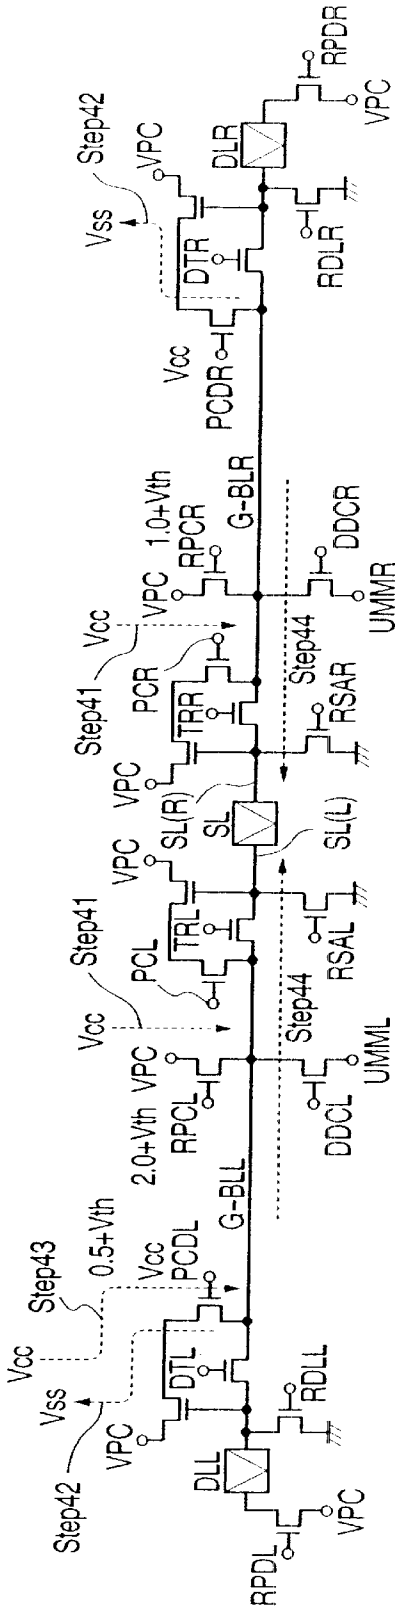 Step42
Vss
Vcc
Step43
0.5+Vth
Vcc
PCDL
VPC
DTL
DLL
RDLL
RPDL
VPC
G-BLL
2.0+Vth
RPCL
VPC
Vcc
Step41
PCL
TRL
VPC
DDCL
UMML
Step44
RSAL
SL(L)
SL
SL(R)
VPC
TRR
PCR
Step41
Vcc
VPC
1.0+Vth
RPCR
RSAR
Step44
DDCR
UMMR
G-BLR
Vcc
PCDR
DTR
Vss
Step42
VPC
DLR
RDLR
RPDR
VPC